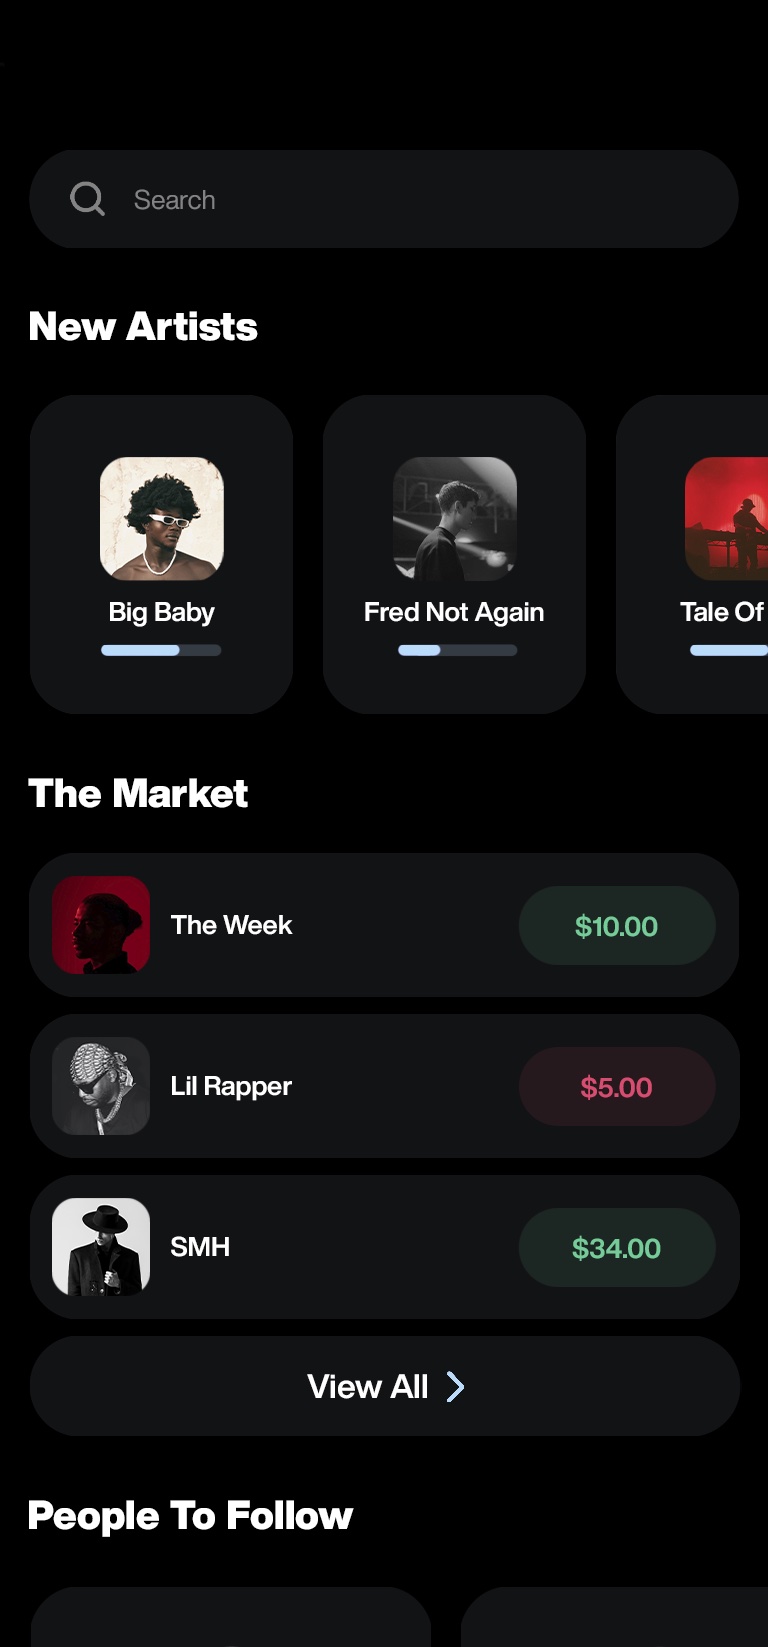 Search
New Artists
Big Baby
Fred Not Again
Tale Of
The Market
The Week
$10.00
Lil Rapper
$5.00
SMH
$34.00
View All
People To Follow